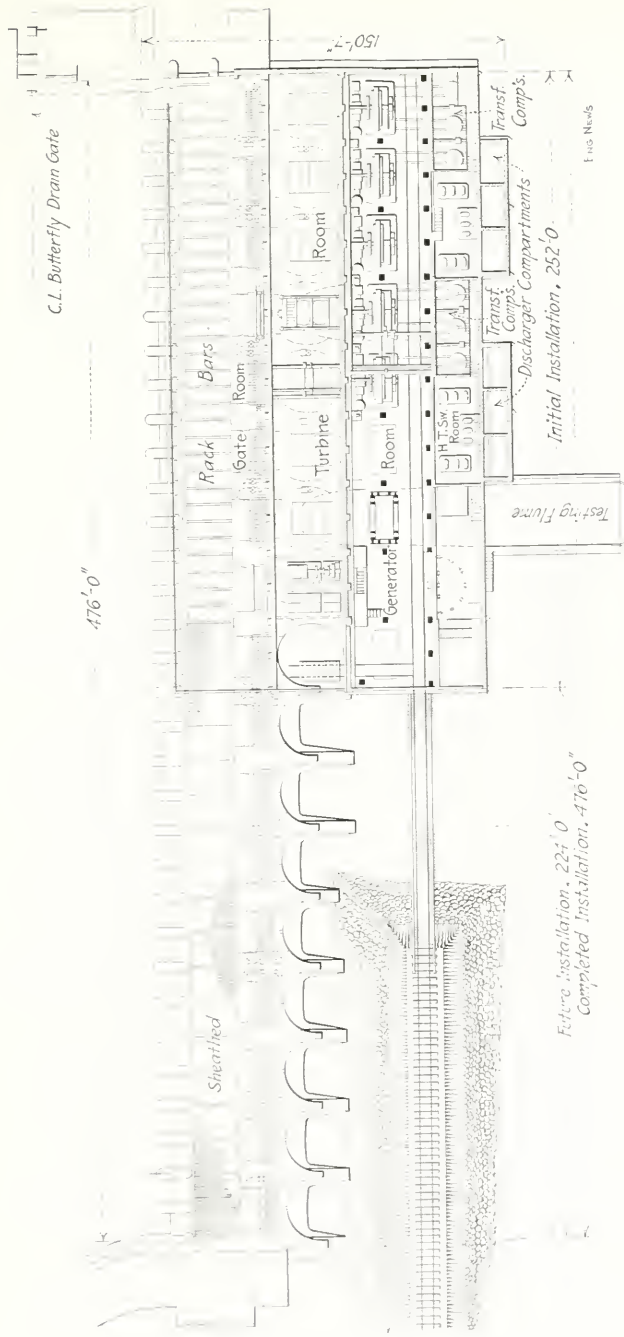 C.L. Butterfly Drain Gate
150'-7"
476'-0"
Rack Bars
Gate Room
Turbine Room
Generator Room
H T. Sw.
Room
Transf.
Comp's.
Transf.
Comps.
Discharger Compartments
Initial Installation, 252'-0.
ENG NEWS
Testing Flume
Sheathed
Future Installation, 224' 0"
Completed Installation, 476'-0"